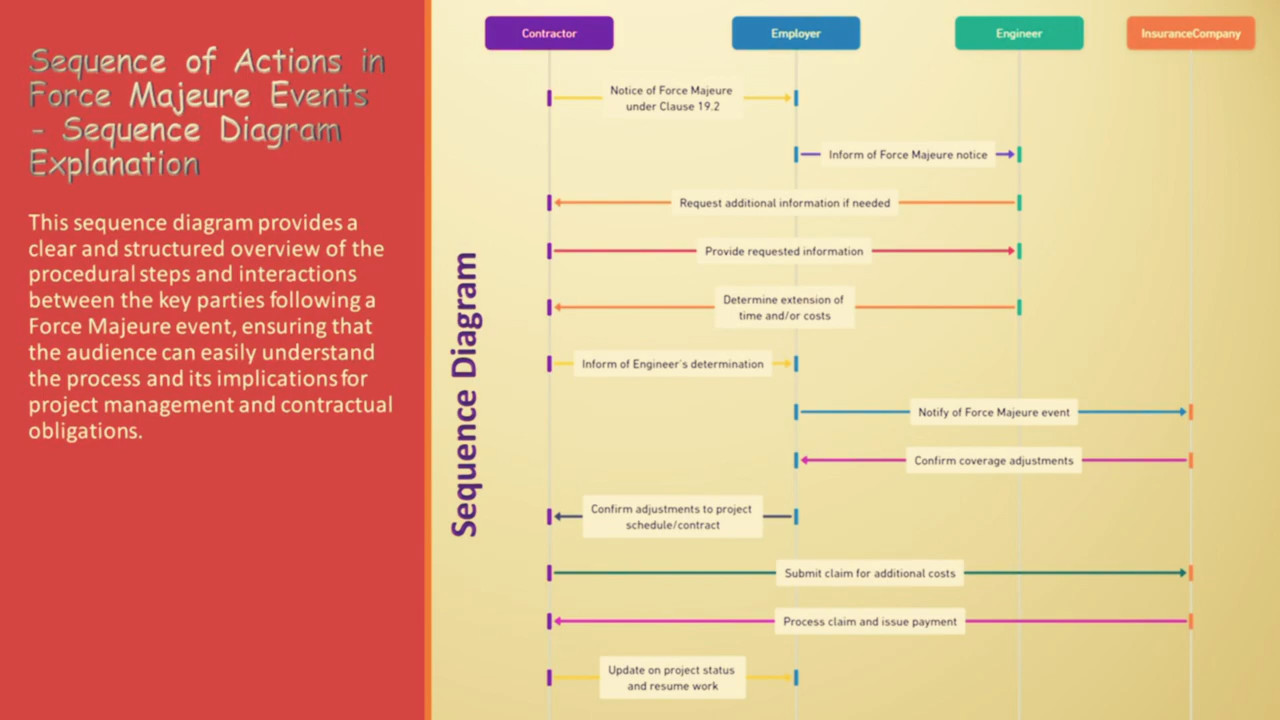 Sequence of Actions in
Force Majeure Events
- Sequence Diagram
Explanation
This sequence diagram provides a
clear and structured overview of the
procedural steps and interactions
between the key parties following a
Force Majeure event, ensuring that
the audience can easily understand
the process and its implications for
project management and contractual
obligations.
Sequence Diagram
Contractor
Employer
Engineer
InsuranceCompany
Notice of Force Majeure
under Clause 19.2
Inform of Force Majeure notice
Request additional information if needed
Provide requested information
Determine extension of
time and/or costs
Inform of Engineer's determination
Notify of Force Majeure event
Confirm coverage adjustments
Confirm adjustments to project
schedule/contract
Submit claim for additional costs
Process claim and issue payment
Update on project status
and resume work